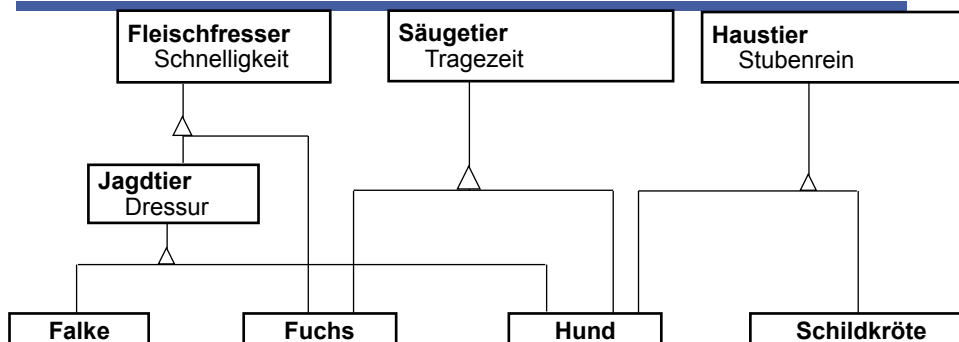 Fleischfresser
Schnelligkeit
Säugetier
Tragezeit
Haustier
Stubenrein
Jagdtier
Dressur
Falke
Fuchs
Hund
Schildkröte